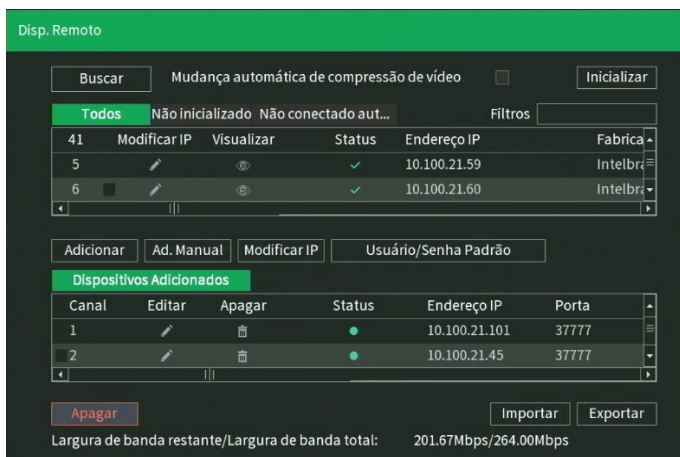 Disp. Remoto
Buscar Mudança automática de compressão de vídeo Inicializar
Todos Não inicializado Não conectado aut... Filtros
41 Modificar IP Visualizar Status Endereço IP Fabrica
5 10.100.21.59 Intelbra
6 10.100.21.60 Intelbra
Adicionar Ad. Manual Modificar IP Usuário/Senha Padrão
Dispositivos Adicionados
Canal Editar Apagar Status Endereço IP Porta
1 10.100.21.101 37777
2 10.100.21.45 37777
Apagar Importar Exportar
Largura de banda restante/Largura de banda total: 201.67Mbps/264.00Mbps